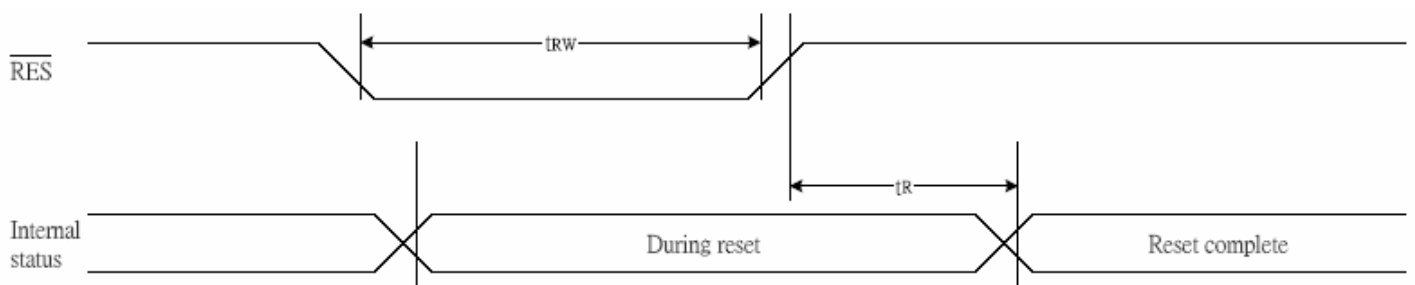 tRW
RES
tR
Internal
status
During reset
Reset complete